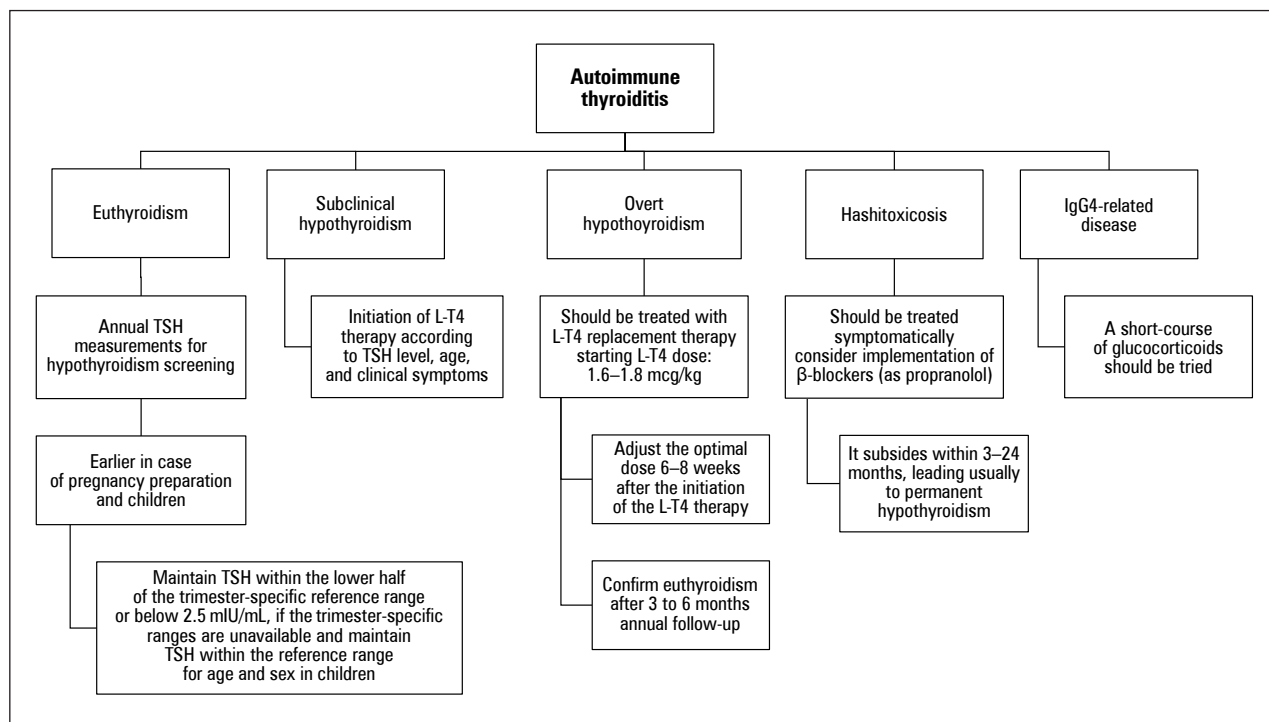 Autoimmune
thyroiditis
Euthyroidism
Subclinical
hypothyroidism
Overt
hypothoyroidism
Hashitoxicosis
IgG4-related
disease
Annual TSH
measurements for
hypothyroidism screening
Initiation of L-T4
therapy according
to TSH level, age,
and clinical symptoms
Should be treated with
L-T4 replacement therapy
starting L-T4 dose:
1.6–1.8 mcg/kg
Should be treated
symptomatically
consider implementation of
β-blockers (as propranolol)
A short-course
of glucocorticoids
should be tried
Earlier in case
of pregnancy preparation
and children
Adjust the optimal
dose 6–8 weeks
after the initiation
of the L-T4 therapy
It subsides within 3–24
months, leading usually
to permanent
hypothyroidism
Maintain TSH within the lower half
of the trimester-specific reference range
or below 2.5 mIU/mL, if the trimester-specific
ranges are unavailable and maintain
TSH within the reference range
for age and sex in children
Confirm euthyroidism
after 3 to 6 months
annual follow-up